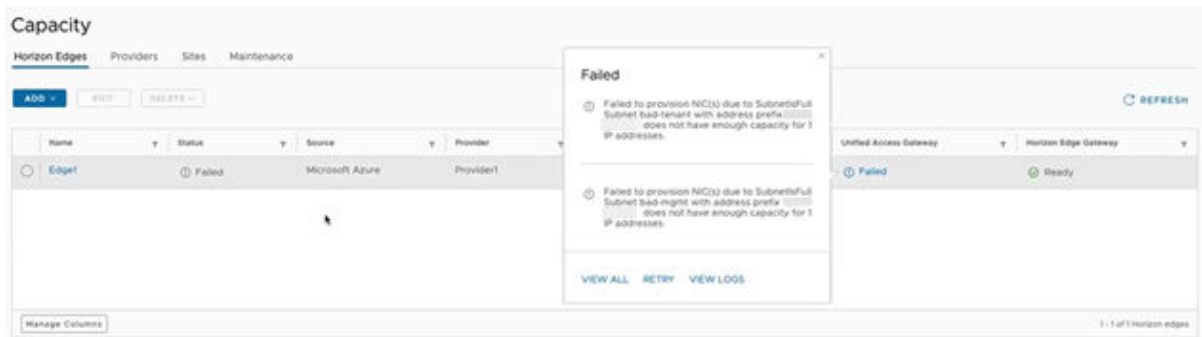 Capacity
Horizon Edges Providers Sites Maintenance
ADD EDIT DELETE
REFRESH
Name Status Source Provider Unified Access Gateway Horizon Edge Gateway
Edge1 Failed Microsoft Azure Provider1 Failed Ready
Failed
Failed to provision NIC(s) due to SubnetIsFull
Subnet bad-tenant with address prefix
does not have enough capacity for 1
IP addresses.
Failed to provision NIC(s) due to SubnetIsFull
Subnet bad-mgmt with address prefix
does not have enough capacity for 1
IP addresses.
VIEW ALL RETRY VIEW LOGS
Manage Columns
1 - 1 of 1 Horizon edges